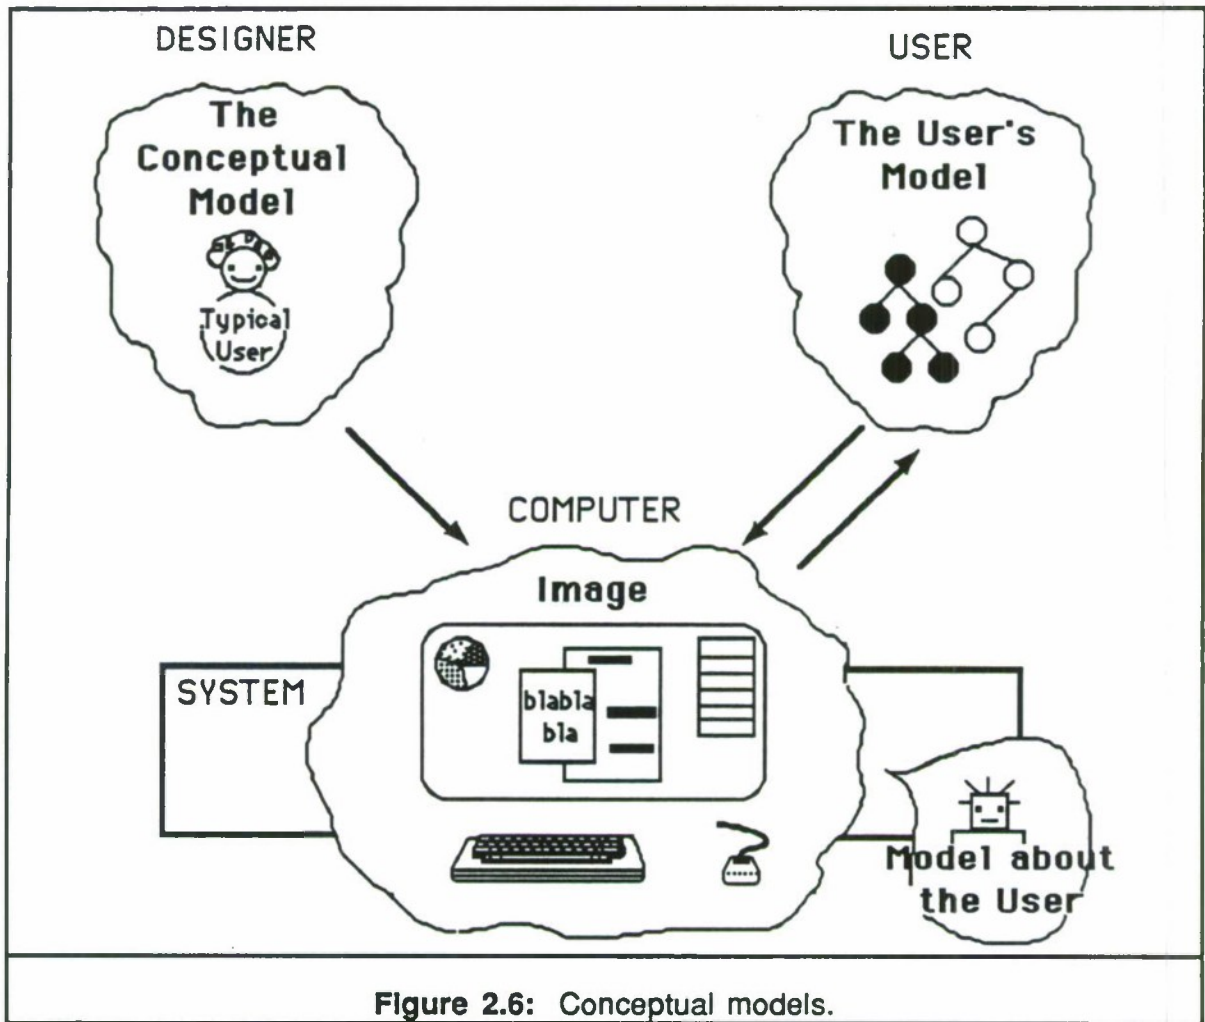 DESIGNER
The
Conceptual
Model
Typical
User
USER
The User's
Model
COMPUTER
Image
blabla
bla
SYSTEM
Model about
the User
Figure 2.6: Conceptual models.